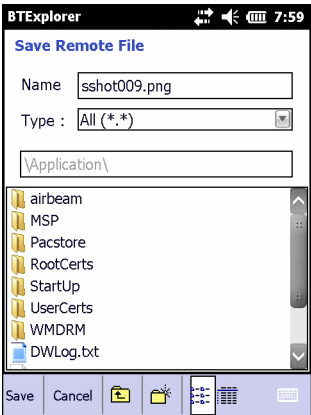 BTExplorer 7:59
Save Remote File
Name sshot009.png
Type : All (*.*)
\Application\
airbeam
MSP
Pacstore
RootCerts
StartUp
UserCerts
WMDRM
DWLog.txt
Save Cancel